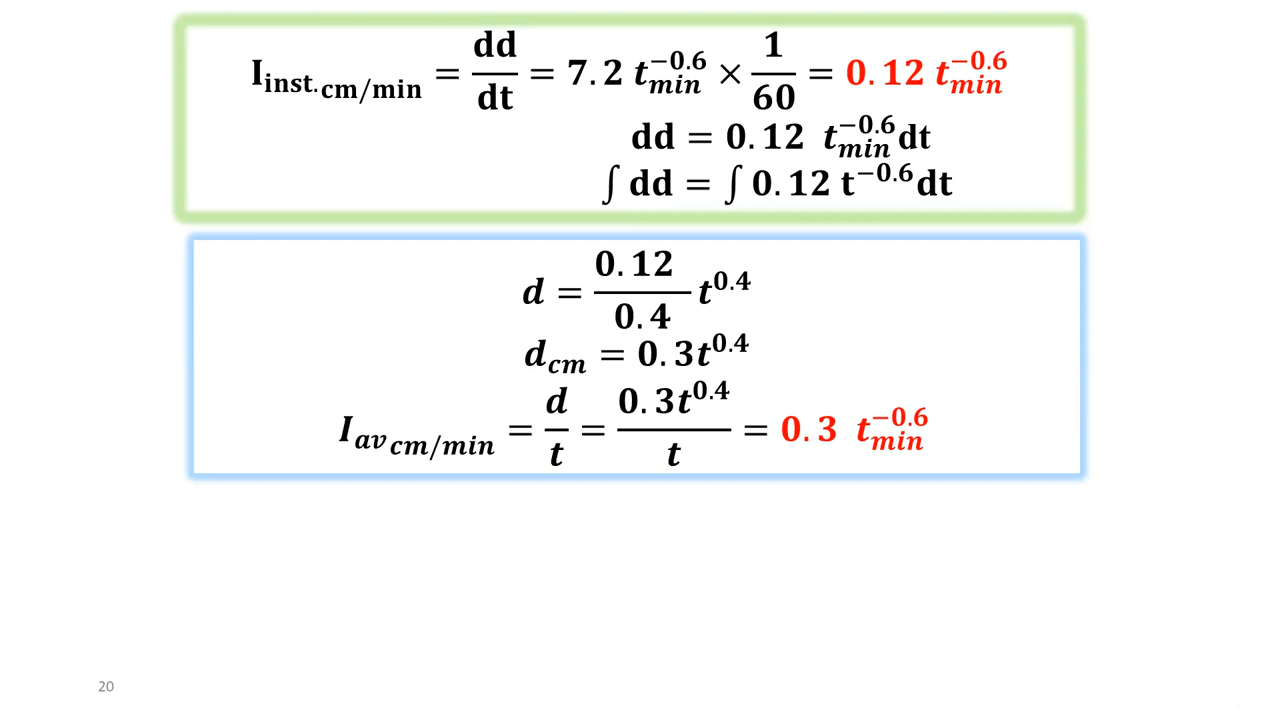 I_inst.cm/min = dd/dt = 7.2 t_min^−0.6 × 1/60 = 0.12 t_min^−0.6
dd = 0.12 t_min^−0.6 dt
∫ dd = ∫ 0.12 t^−0.6 dt
d = 0.12/0.4 t^0.4
d_cm = 0.3t^0.4
I_av cm/min = d/t = 0.3t^0.4/t = 0.3 t_min^−0.6
20